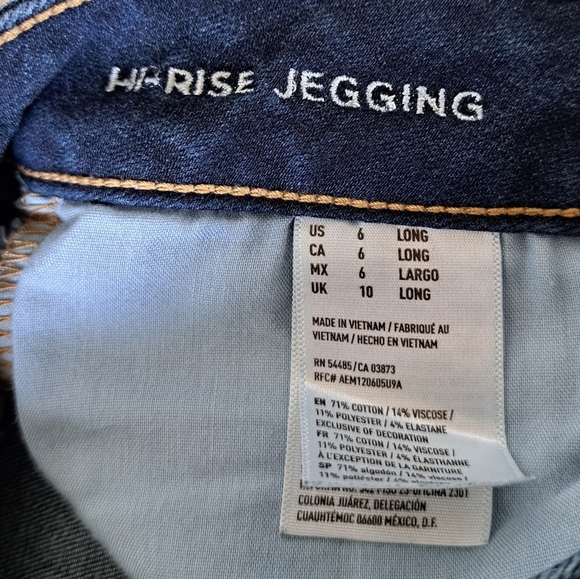 HI-RISE JEGGING
US 6 LONG
CA 6 LONG
MX 6 LARGO
UK 10 LONG
MADE IN VIETNAM / FABRIQUÉ AU
VIETNAM / HECHO EN VIETNAM
RN 54485/CA 03873
RFC# AEM120605U9A
EN 71% COTTON / 14% VISCOSE /
11% POLYESTER / 4% ELASTANE
EXCLUSIVE OF DECORATION
FR 71% COTON / 14% VISCOSE /
11% POLYESTER / 4% ÉLASTHANNE
À L'EXCEPTION DE LA GARNITURE
SP 71% algodón / 14% viscosa /
11% poliéster / 4%
COLONIA JUÁREZ, DELEGACIÓN
CUAUHTÉMOC 06600 MÉXICO, D.F.